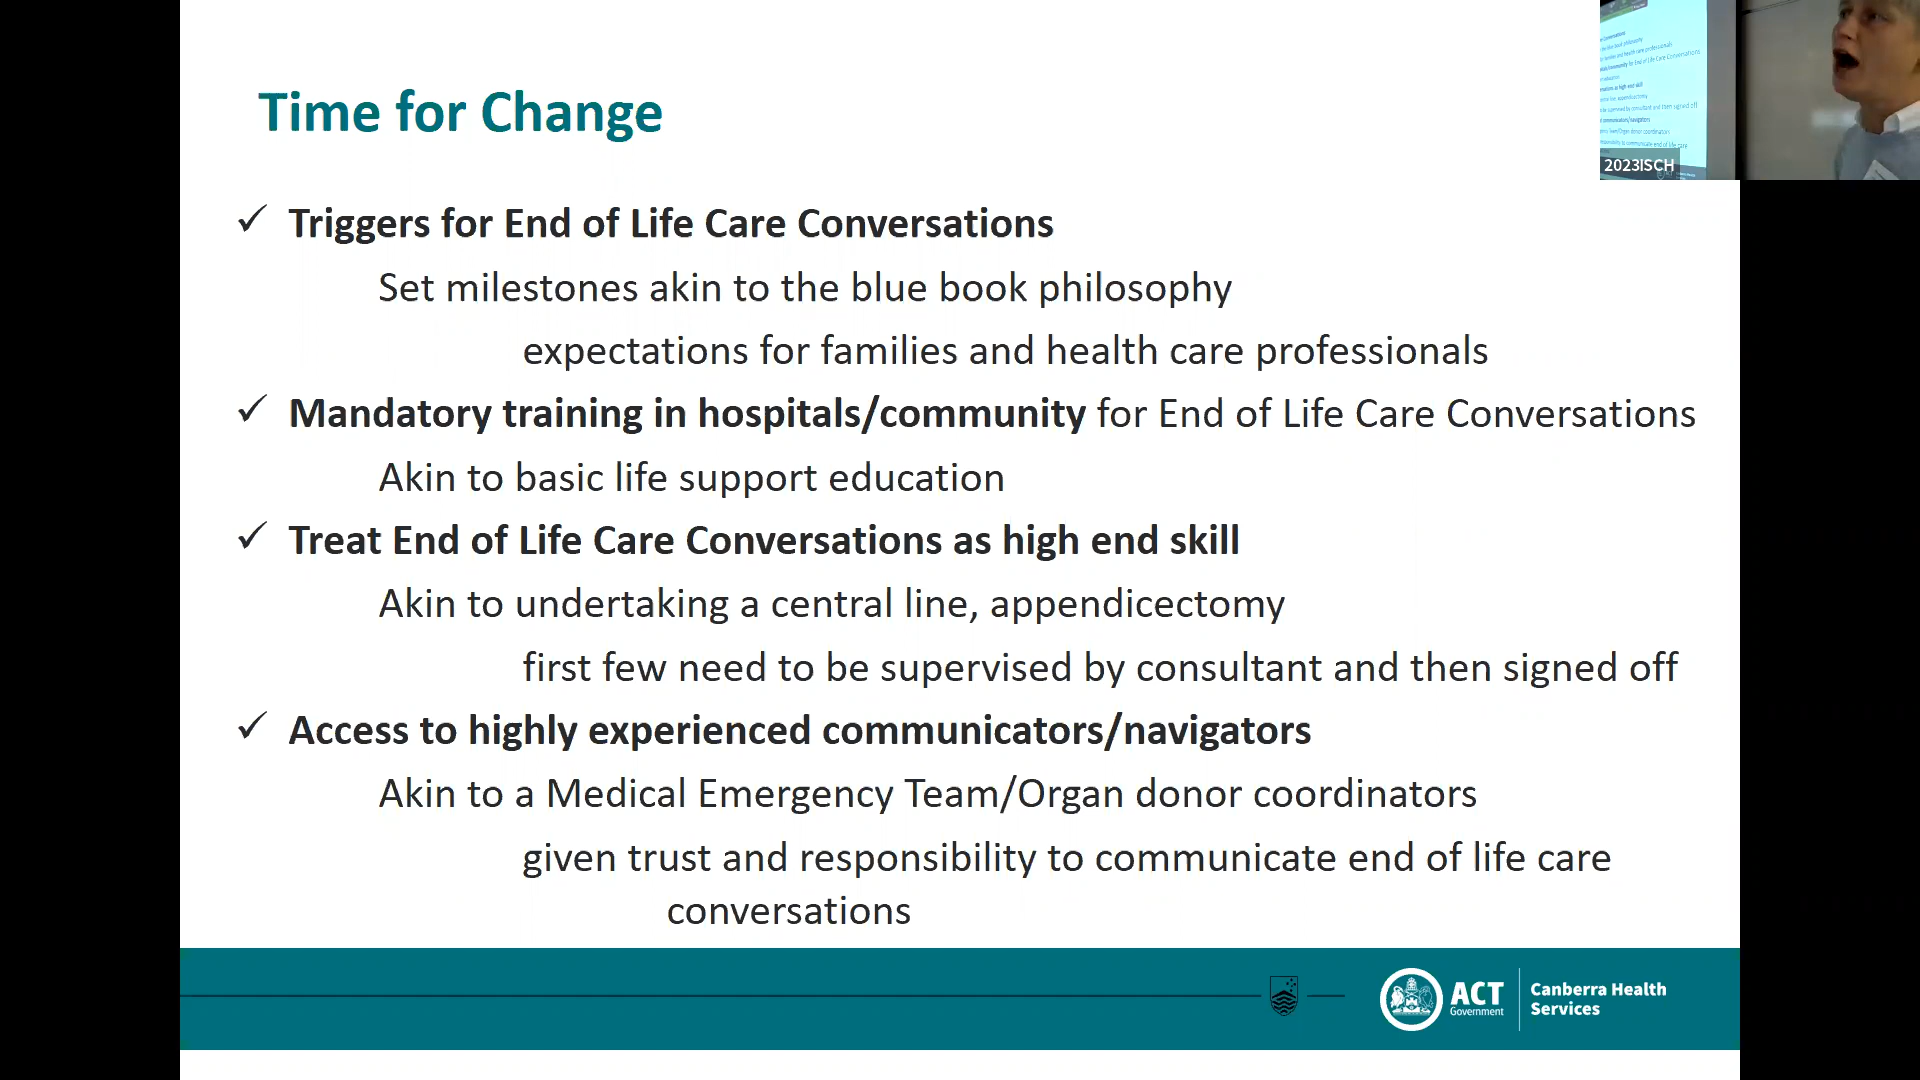 Time for Change
✓ Triggers for End of Life Care Conversations
Set milestones akin to the blue book philosophy
expectations for families and health care professionals
✓ Mandatory training in hospitals/community for End of Life Care Conversations
Akin to basic life support education
✓ Treat End of Life Care Conversations as high end skill
Akin to undertaking a central line, appendicectomy
first few need to be supervised by consultant and then signed off
✓ Access to highly experienced communicators/navigators
Akin to a Medical Emergency Team/Organ donor coordinators
given trust and responsibility to communicate end of life care
conversations
2023ISCH
ACT
Government
Canberra Health
Services